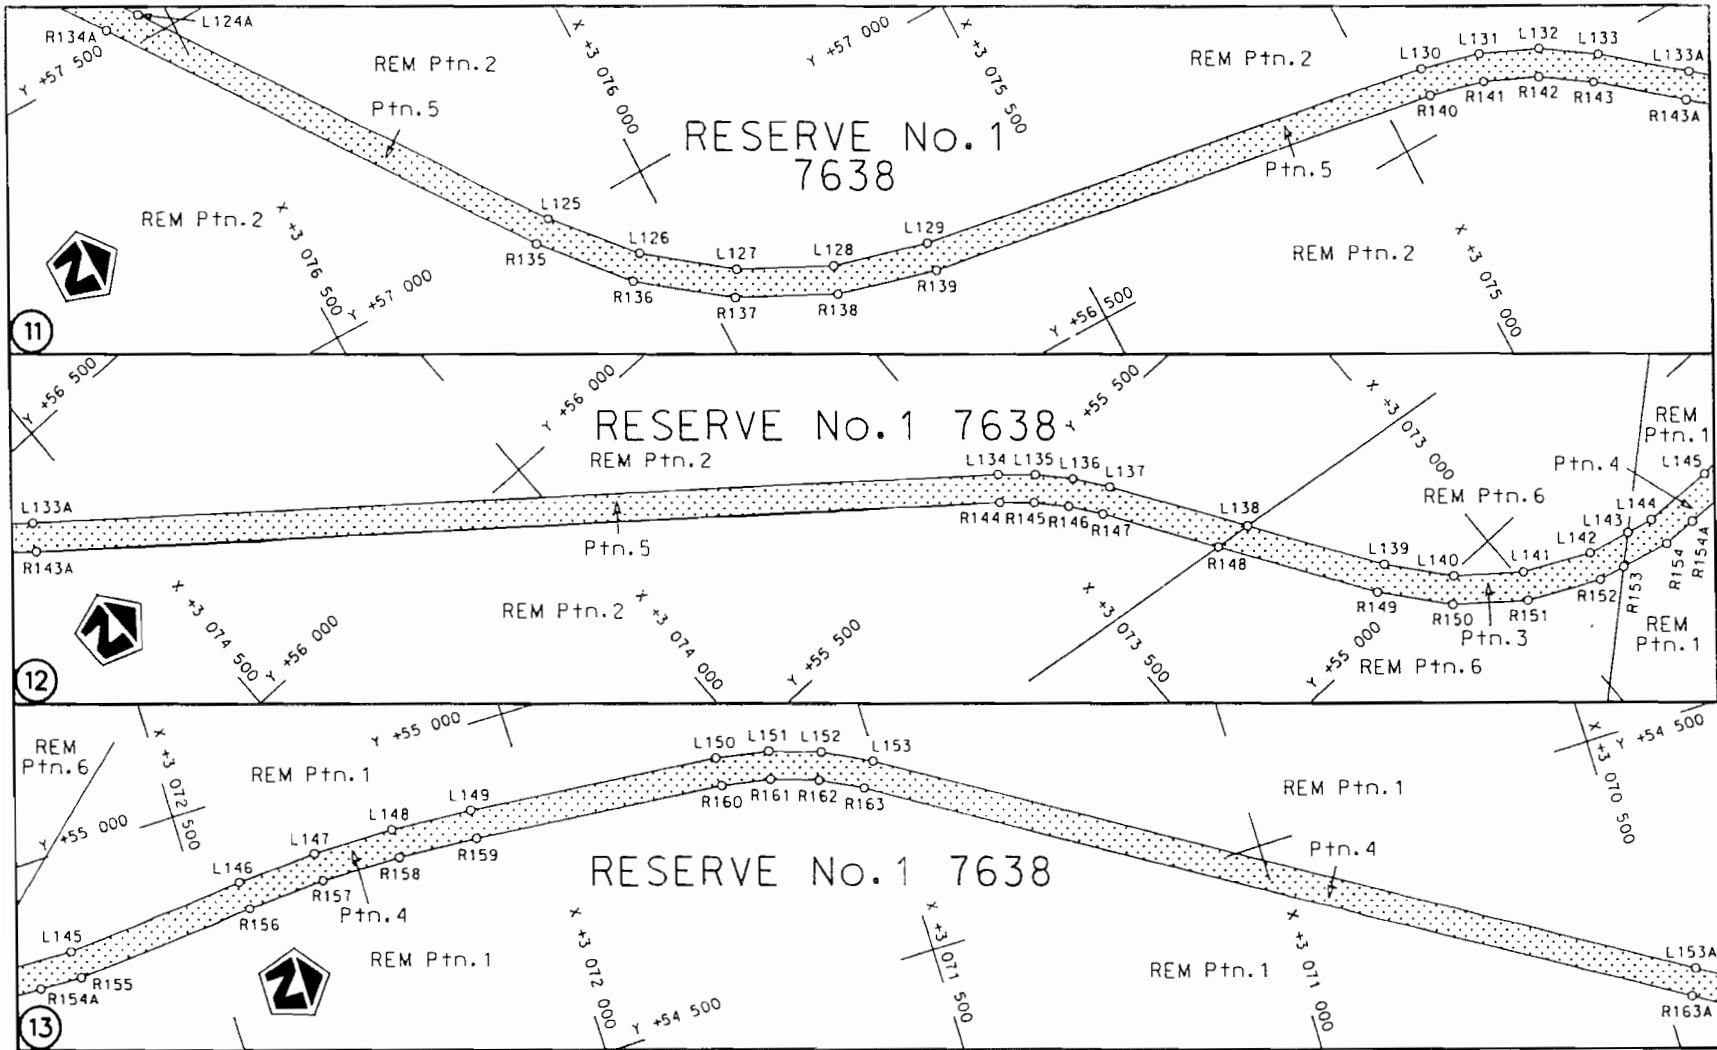 L124A
R134A
Y +57 500
REM Ptn.2
Ptn.5
X +3 076 000
Y +57 000
X +3 075 500
REM Ptn.2
L130
L131
L132
L133
L133A
R140
R141
R142
R143
R143A
RESERVE No.1
7638
Ptn.5
REM Ptn.2
X +3 076 500
Y +57 000
L125
L126
L127
L128
L129
R135
R136
R137
R138
R139
REM Ptn.2
X +3 075 000
Y +56 500
11
Y +56 500
Y +56 000
RESERVE No.1 7638
REM Ptn.2
Y +55 500
X +3 073 000
REM
Ptn.1
L133A
R143A
Ptn.5
L134
L135
L136
L137
L138
R144
R145
R146
R147
R148
L139
L140
L141
L142
L143
L144
L145
Ptn.4
REM Ptn.6
R149
R150
R151
R152
R153
R154
R154A
Ptn.3
REM Ptn.6
REM
Ptn.1
X +3 074 500
Y +56 000
REM Ptn.2
X +3 074 000
Y +55 500
X +3 073 500
Y +55 000
12
REM
Ptn.6
X +3 072 500
Y +55 000
REM Ptn.1
Y +55 000
L150
L151
L152
L153
R160
R161
R162
R163
REM Ptn.1
X +3 070 500
Y +54 500
L145
L146
L147
L148
L149
R154A
R155
R156
R157
R158
R159
Ptn.4
RESERVE No.1 7638
Ptn.4
REM Ptn.1
X +3 072 000
Y +54 500
X +3 071 500
REM Ptn.1
X +3 071 000
L153A
R163A
13